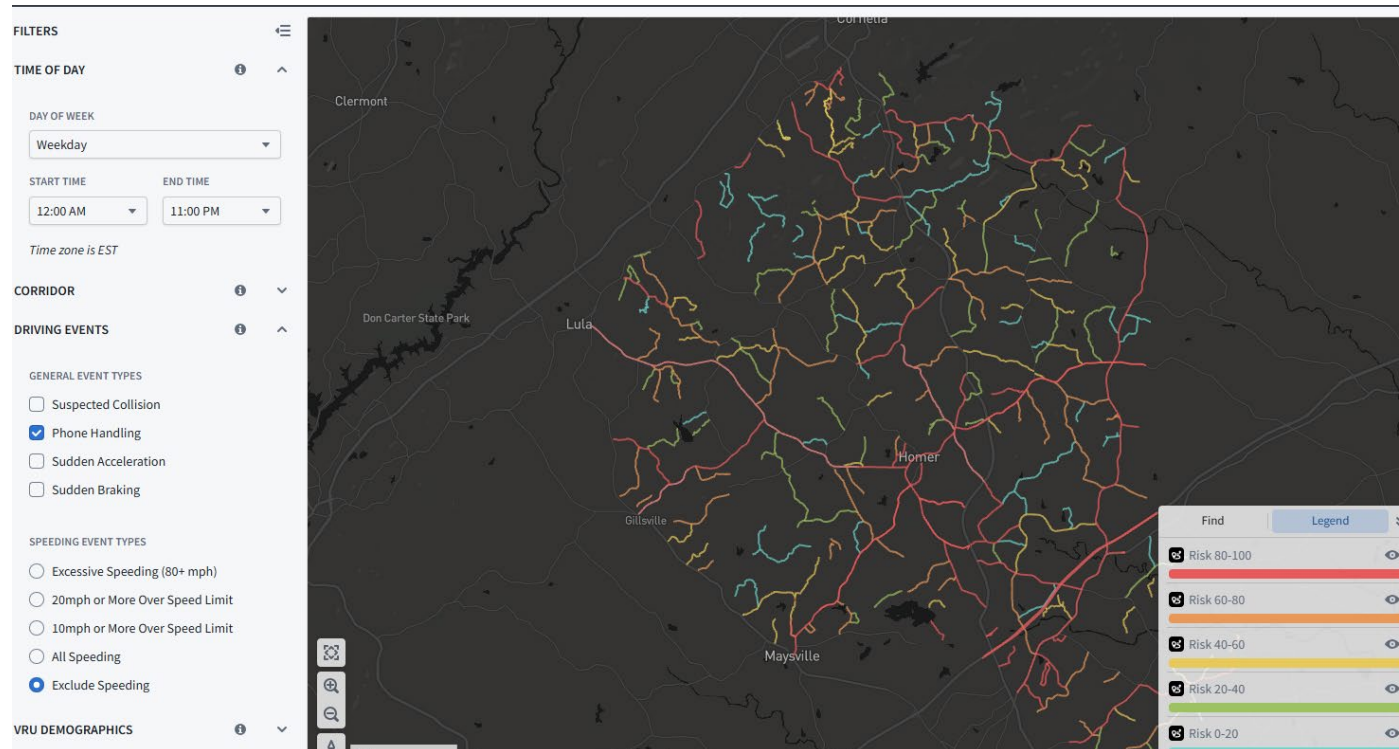 FILTERS
TIME OF DAY
DAY OF WEEK
Weekday
START TIME
END TIME
12:00 AM
11:00 PM
Time zone is EST
CORRIDOR
DRIVING EVENTS
GENERAL EVENT TYPES
Suspected Collision
Phone Handling
Sudden Acceleration
Sudden Braking
SPEEDING EVENT TYPES
Excessive Speeding (80+ mph)
20mph or More Over Speed Limit
10mph or More Over Speed Limit
All Speeding
Exclude Speeding
VRU DEMOGRAPHICS
Cornelia
Clermont
Don Carter State Park
Lula
Homer
Gillsville
Maysville
Find
Legend
Risk 80-100
Risk 60-80
Risk 40-60
Risk 20-40
Risk 0-20